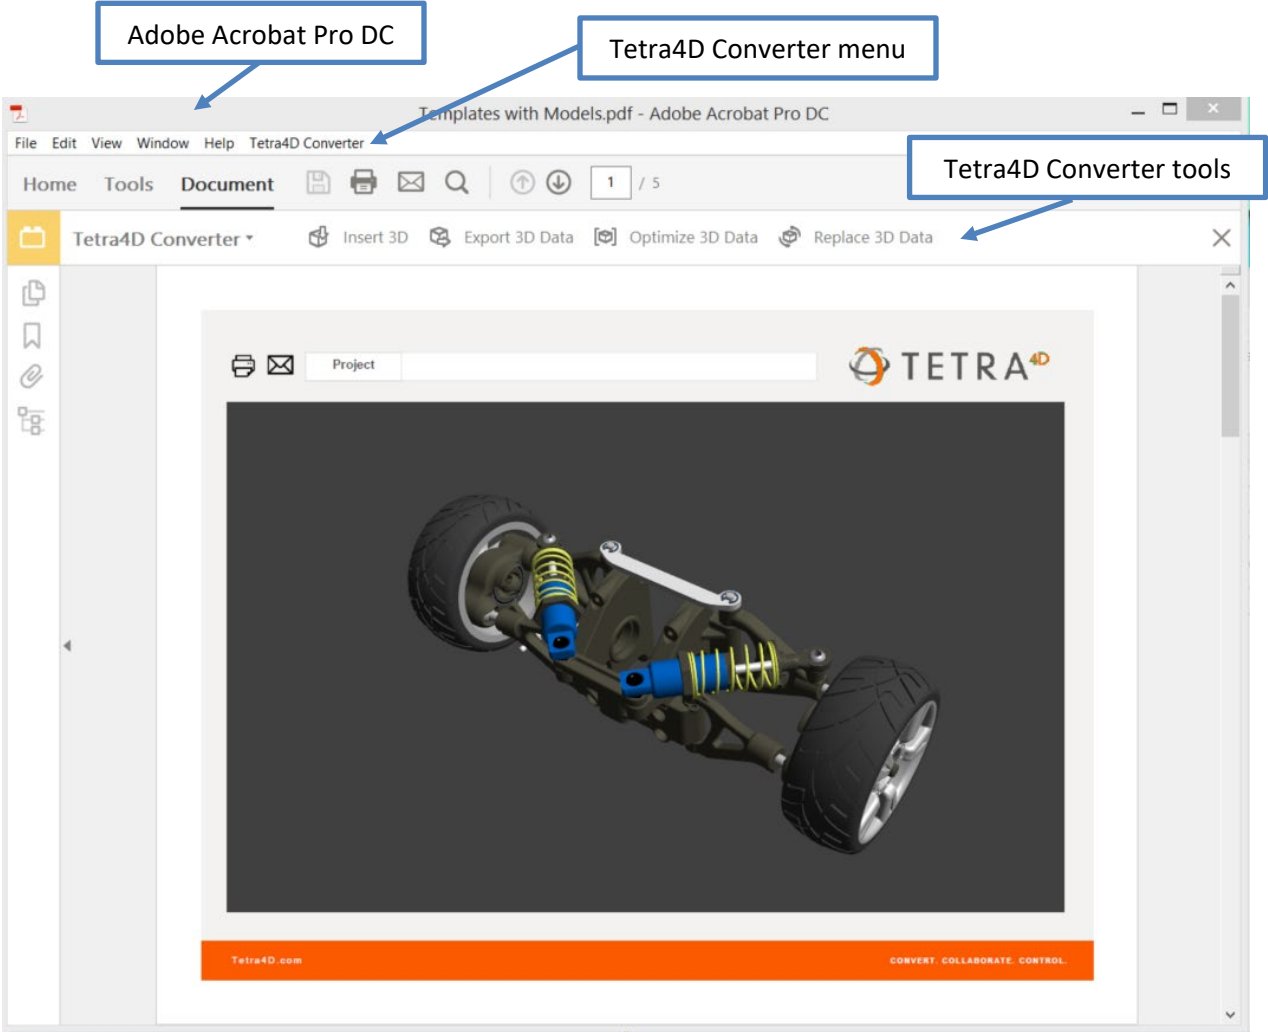 Adobe Acrobat Pro DC
Tetra4D Converter menu
Templates with Models.pdf - Adobe Acrobat Pro DC
File Edit View Window Help Tetra4D Converter
Tetra4D Converter tools
Home Tools Document 1 / 5
Tetra4D Converter Insert 3D Export 3D Data Optimize 3D Data Replace 3D Data
Project
TETRA4D
Tetra4D.com CONVERT. COLLABORATE. CONTROL.